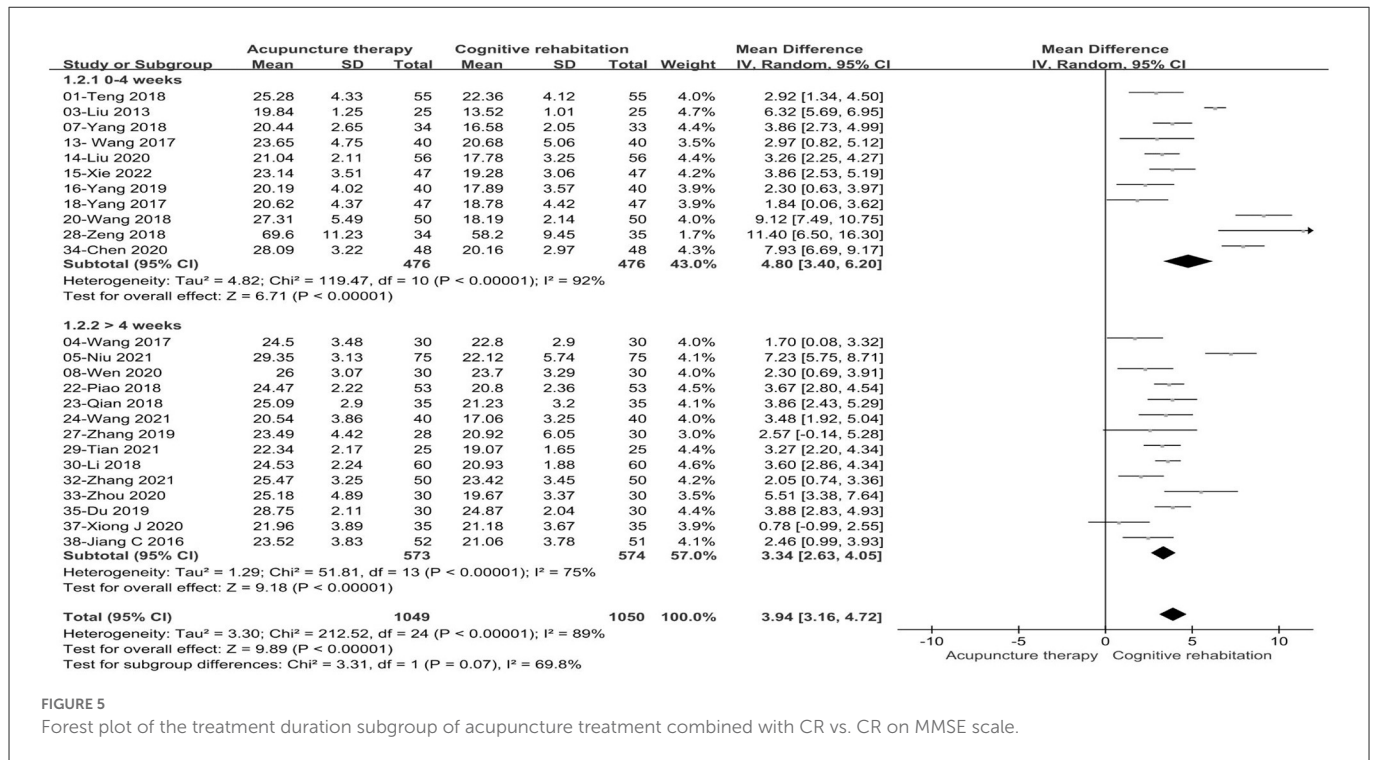 Acupuncture therapy Cognitive rehabitation Mean Difference Mean Difference
Study or Subgroup Mean SD Total Mean SD Total Weight IV. Random. 95% CI IV. Random. 95% CI
1.2.1 0-4 weeks
01-Teng 2018 25.28 4.33 55 22.36 4.12 55 4.0% 2.92 [1.34, 4.50]
03-Liu 2013 19.84 1.25 25 13.52 1.01 25 4.7% 6.32 [5.69, 6.95]
07-Yang 2018 20.44 2.65 34 16.58 2.05 33 4.4% 3.86 [2.73, 4.99]
13- Wang 2017 23.65 4.75 40 20.68 5.06 40 3.5% 2.97 [0.82, 5.12]
14-Liu 2020 21.04 2.11 56 17.78 3.25 56 4.4% 3.26 [2.25, 4.27]
15-Xie 2022 23.14 3.51 47 19.28 3.06 47 4.2% 3.86 [2.53, 5.19]
16-Yang 2019 20.19 4.02 40 17.89 3.57 40 3.9% 2.30 [0.63, 3.97]
18-Yang 2017 20.62 4.37 47 18.78 4.42 47 3.8% 1.84 [0.06, 3.62]
20-Wang 2018 27.31 5.49 50 18.19 2.14 50 4.0% 9.12 [7.49, 10.75]
28-Zeng 2018 69.6 11.23 34 58.2 9.45 35 1.7% 11.40 [6.50, 16.30]
34-Chen 2020 28.09 3.22 48 20.16 2.97 48 4.3% 7.93 [6.69, 9.17]
Subtotal (95% CI) 476 476 43.0% 4.80 [3.40, 6.20]
Heterogeneity: Tau² = 4.82; Chi² = 119.47, df = 10 (P < 0.00001); I² = 92%
Test for overall effect: Z = 6.71 (P < 0.00001)
1.2.2 > 4 weeks
04-Wang 2017 24.5 3.48 30 22.8 2.9 30 4.0% 1.70 [0.08, 3.32]
05-Niu 2021 29.35 3.13 75 22.12 5.74 75 4.1% 7.23 [5.75, 8.71]
08-Wen 2020 26 3.07 30 23.7 3.29 30 4.0% 2.30 [0.69, 3.91]
22-Piao 2018 24.47 2.22 53 20.8 2.36 53 4.5% 3.67 [2.80, 4.54]
23-Qian 2018 25.09 2.9 35 21.23 3.2 35 4.1% 3.86 [2.43, 5.29]
24-Wang 2021 20.54 3.86 40 17.06 3.25 40 4.0% 3.48 [1.92, 5.04]
27-Zhang 2019 23.49 4.42 28 20.92 6.05 30 3.0% 2.57 [-0.14, 5.28]
29-Tian 2021 22.34 2.17 25 19.07 1.65 25 4.4% 3.27 [2.20, 4.34]
30-Li 2018 24.53 2.24 60 20.93 1.88 60 4.6% 3.60 [2.86, 4.34]
32-Zhang 2021 25.47 3.25 50 23.42 3.45 50 4.2% 2.05 [0.74, 3.36]
33-Zhou 2020 25.18 4.89 30 19.67 3.37 30 3.5% 5.51 [3.38, 7.64]
35-Du 2019 28.75 2.11 30 24.87 2.04 30 4.4% 3.88 [2.83, 4.93]
37-Xiong J 2020 21.96 3.89 35 21.18 3.67 35 3.8% 0.78 [-0.99, 2.55]
38-Jiang C 2016 23.52 3.83 52 21.06 3.78 51 4.1% 2.46 [0.99, 3.93]
Subtotal (95% CI) 573 574 57.0% 3.34 [2.63, 4.05]
Heterogeneity: Tau² = 1.29; Chi² = 51.81, df = 13 (P < 0.00001); I² = 75%
Test for overall effect: Z = 9.18 (P < 0.00001)
Total (95% CI) 1049 1050 100.0% 3.94 [3.16, 4.72]
Heterogeneity: Tau² = 3.30; Chi² = 212.52, df = 24 (P < 0.00001); I² = 89%
Test for overall effect: Z = 9.89 (P < 0.00001)
Test for subgroup differences: Chi² = 3.31, df = 1 (P = 0.07), I² = 69.8%
-10 -5 0 5 10
Acupuncture therapy Cognitive rehabitation
FIGURE 5
Forest plot of the treatment duration subgroup of acupuncture treatment combined with CR vs. CR on MMSE scale.